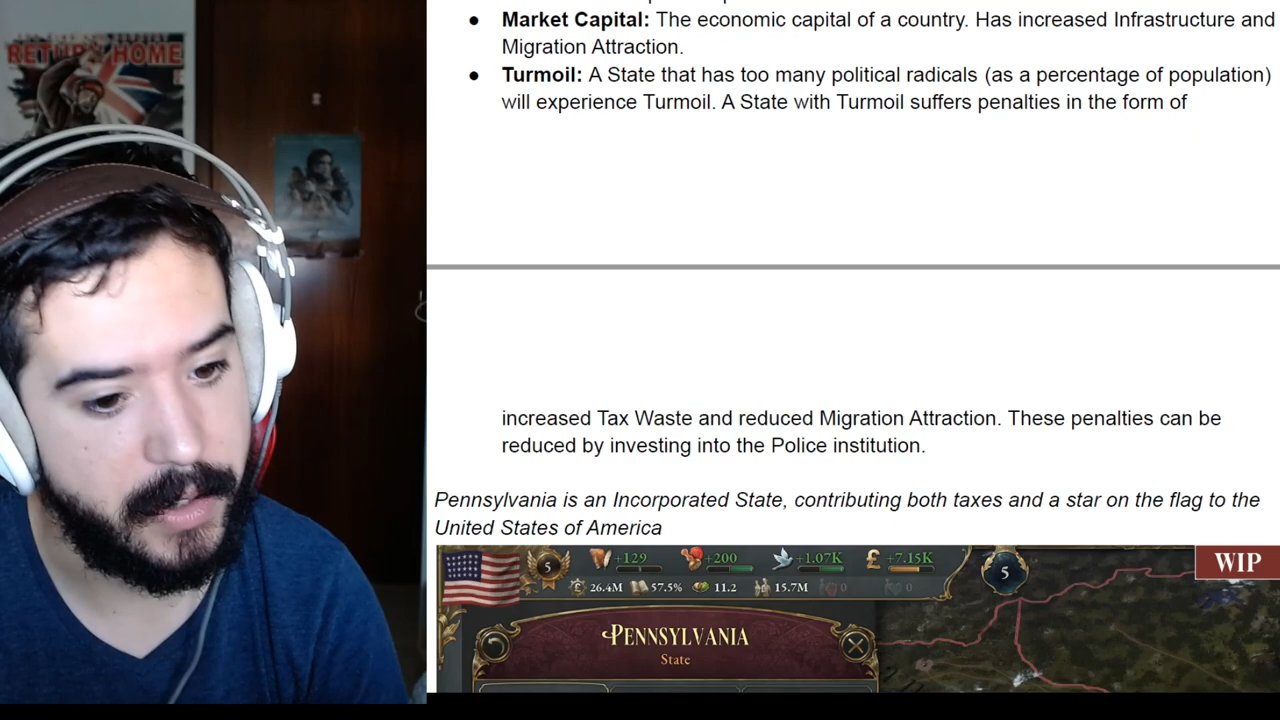 RETURN HOME
● Market Capital: The economic capital of a country. Has increased Infrastructure and
Migration Attraction.
● Turmoil: A State that has too many political radicals (as a percentage of population)
will experience Turmoil. A State with Turmoil suffers penalties in the form of
increased Tax Waste and reduced Migration Attraction. These penalties can be
reduced by investing into the Police institution.
Pennsylvania is an Incorporated State, contributing both taxes and a star on the flag to the
United States of America
5 +129 +200 +1.07K +7.15K 5 WIP
26.4M 57.5% 11.2 15.7M 0 0
PENNSYLVANIA
State